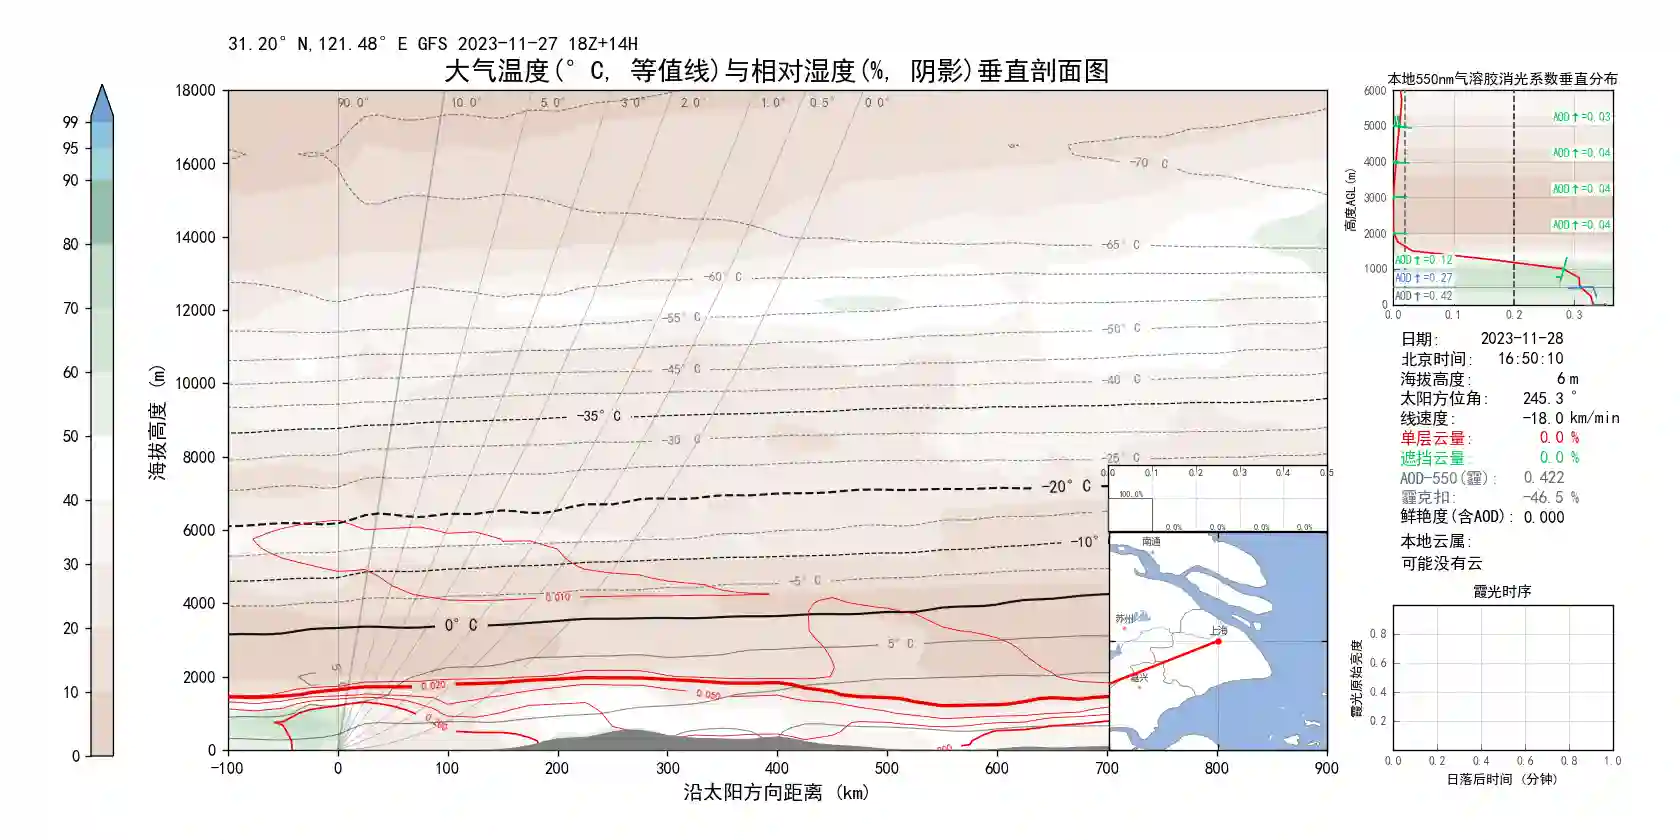 31.20° N,121.48° E GFS 2023-11-27 18Z+14H
大气温度(° C, 等值线)与相对湿度(%, 阴影)垂直剖面图
99
95
90
80
70
60
50
40
30
20
10
0
海拔高度 (m)
18000
16000
14000
12000
10000
8000
6000
4000
2000
0
90.0° 10.0° 5.0° 3.0° 2.0° 1.0° 0.5° 0.0°
-70 °C
-65° C
-60° C
-55° C
-50° C
-45° C
-40 °C
-35° C
-30 °C
-25° C
-20° C
-10°
-5° C
0.010
0° C
5° C
5
0.020
0.050
0.100
-100 0 100 200 300 400 500 600 700 800 900
沿太阳方向距离 (km)
0.0 0.1 0.2 0.3 0.4 0.5
100.0%
0.0% 0.0% 0.0% 0.0%
南通
苏州
上海
嘉兴
本地550nm气溶胶消光系数垂直分布
高度AGL(m)
6000
5000
4000
3000
2000
1000
0
AOD↑=0.03
AOD↑=0.04
AOD↑=0.04
AOD↑=0.04
AOD↑=0.12
AOD↑=0.27
AOD↑=0.42
0.0 0.1 0.2 0.3
日期: 2023-11-28
北京时间: 16:50:10
海拔高度: 6 m
太阳方位角: 245.3 °
线速度: -18.0 km/min
单层云量: 0.0 %
遮挡云量: 0.0 %
AOD-550(霾): 0.422
霾克扣: -46.5 %
鲜艳度(含AOD): 0.000
本地云属:
可能没有云
霞光时序
霞光原始亮度
0.8
0.6
0.4
0.2
0.0 0.2 0.4 0.6 0.8 1.0
日落后时间 (分钟)